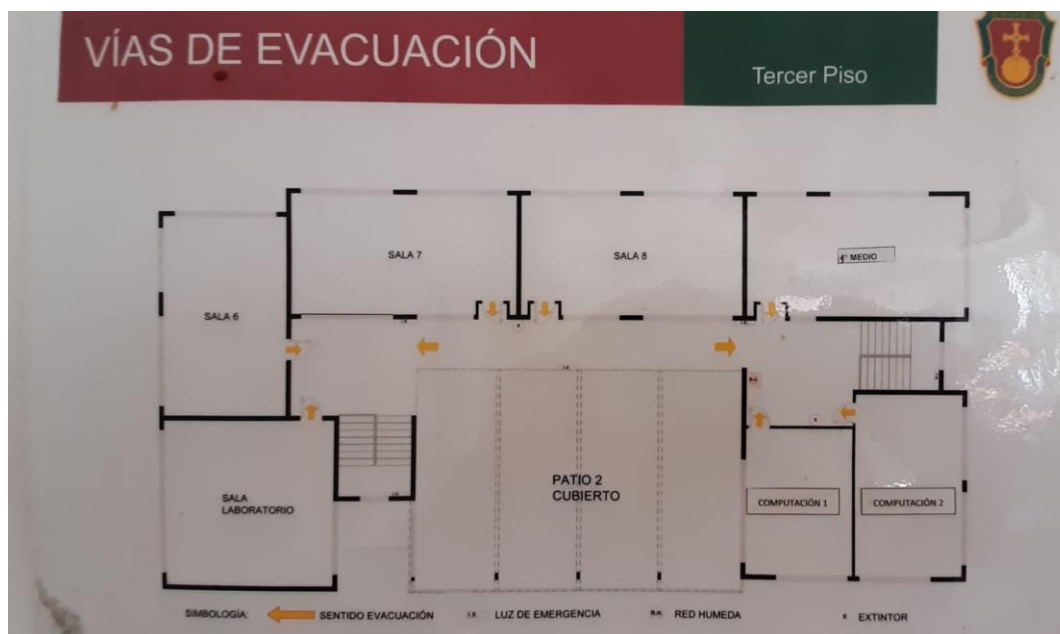 VÍAS DE EVACUACIÓN
Tercer Piso
SALA 7
SALA 8
1° MEDIO
SALA 6
PATIO 2
CUBIERTO
SALA
LABORATORIO
COMPUTACIÓN 1
COMPUTACIÓN 2
SIMBOLOGÍA:
SENTIDO EVACUACIÓN
LUZ DE EMERGENCIA
RED HUMEDA
EXTINTOR